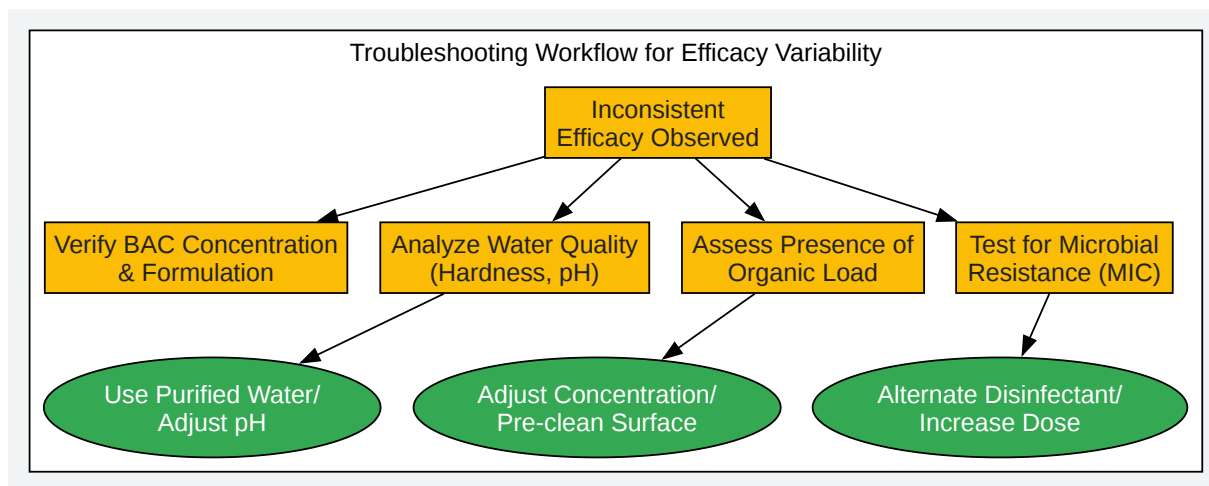 Troubleshooting Workflow for Efficacy Variability
Inconsistent
Efficacy Observed
Verify BAC Concentration
& Formulation
Analyze Water Quality
(Hardness, pH)
Assess Presence of
Organic Load
Test for Microbial
Resistance (MIC)
Use Purified Water/
Adjust pH
Adjust Concentration/
Pre-clean Surface
Alternate Disinfectant/
Increase Dose